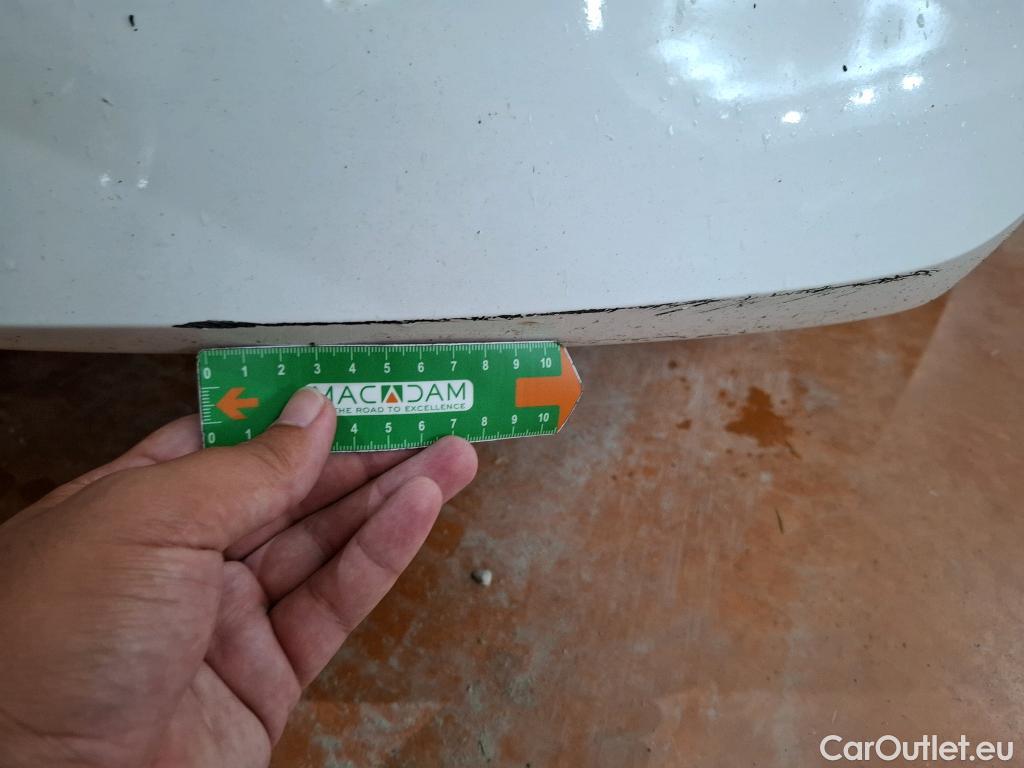 0 1 2 3 4 5 6 7 8 9 10
MACADAM
THE ROAD TO EXCELLENCE
0 1 4 5 6 7 8 9 10
CarOutlet.eu